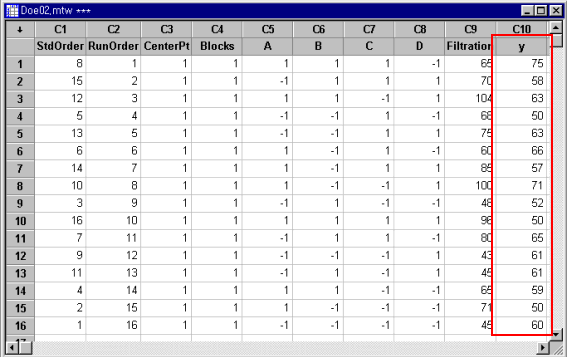 Doe02.mtw ***
C1 C2 C3 C4 C5 C6 C7 C8 C9 C10
StdOrder RunOrder CenterPt Blocks A B C D Filtration y
1 8 1 1 1 1 1 1 -1 65 75
2 15 2 1 1 -1 1 1 1 70 58
3 12 3 1 1 1 1 -1 1 104 63
4 5 4 1 1 -1 -1 1 -1 68 50
5 13 5 1 1 -1 -1 1 1 75 63
6 6 6 1 1 1 -1 1 -1 60 66
7 14 7 1 1 1 -1 1 1 85 57
8 10 8 1 1 1 -1 -1 1 100 71
9 3 9 1 1 -1 1 -1 -1 48 52
10 16 10 1 1 1 1 1 1 96 50
11 7 11 1 1 -1 1 1 -1 80 65
12 9 12 1 1 -1 -1 -1 1 43 61
13 11 13 1 1 -1 1 -1 1 45 61
14 4 14 1 1 1 1 -1 -1 65 59
15 2 15 1 1 1 -1 -1 -1 71 50
16 1 16 1 1 -1 -1 -1 -1 45 60